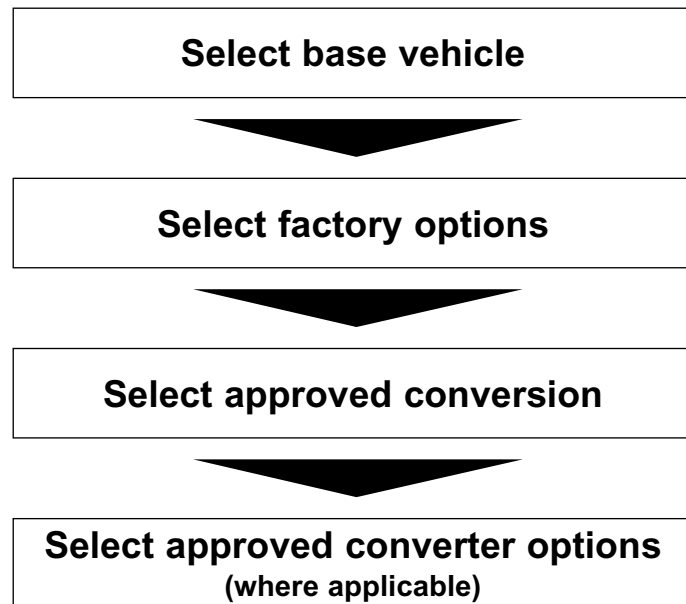 Select base vehicle
Select factory options
Select approved conversion
Select approved converter options
(where applicable)